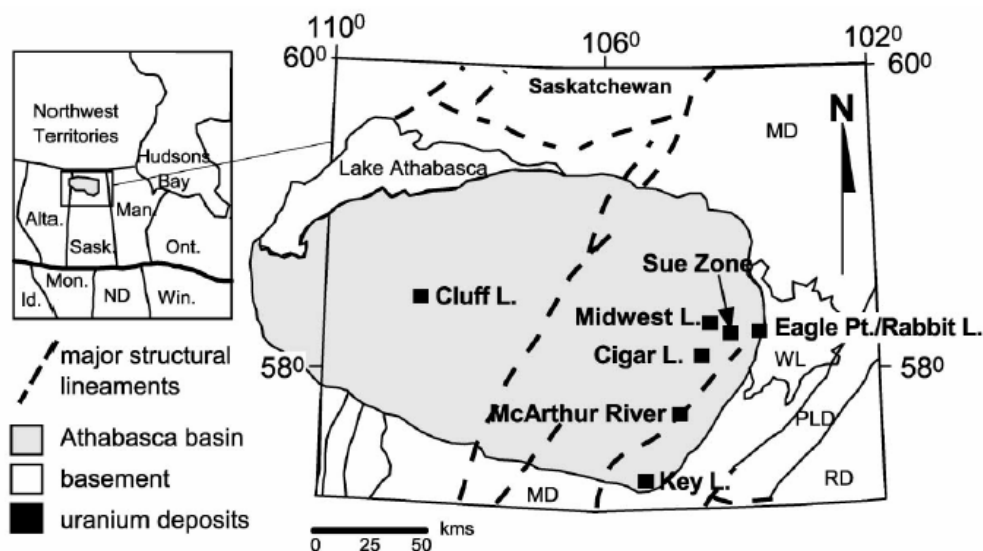 110⁰
106⁰
102⁰
60⁰
60⁰
Saskatchewan
N
MD
Northwest
Territories
Hudsons
Bay
Lake Athabasca
Alta.
Man.
Sask.
Ont.
Mon.
Id.
ND
Win.
Sue Zone
Cluff L.
Midwest L.
Eagle Pt./Rabbit L.
Cigar L.
WL
58⁰
58⁰
McArthur River
PLD
Key L.
MD
RD
major structural
lineaments
Athabasca basin
basement
uranium deposits
kms
0 25 50